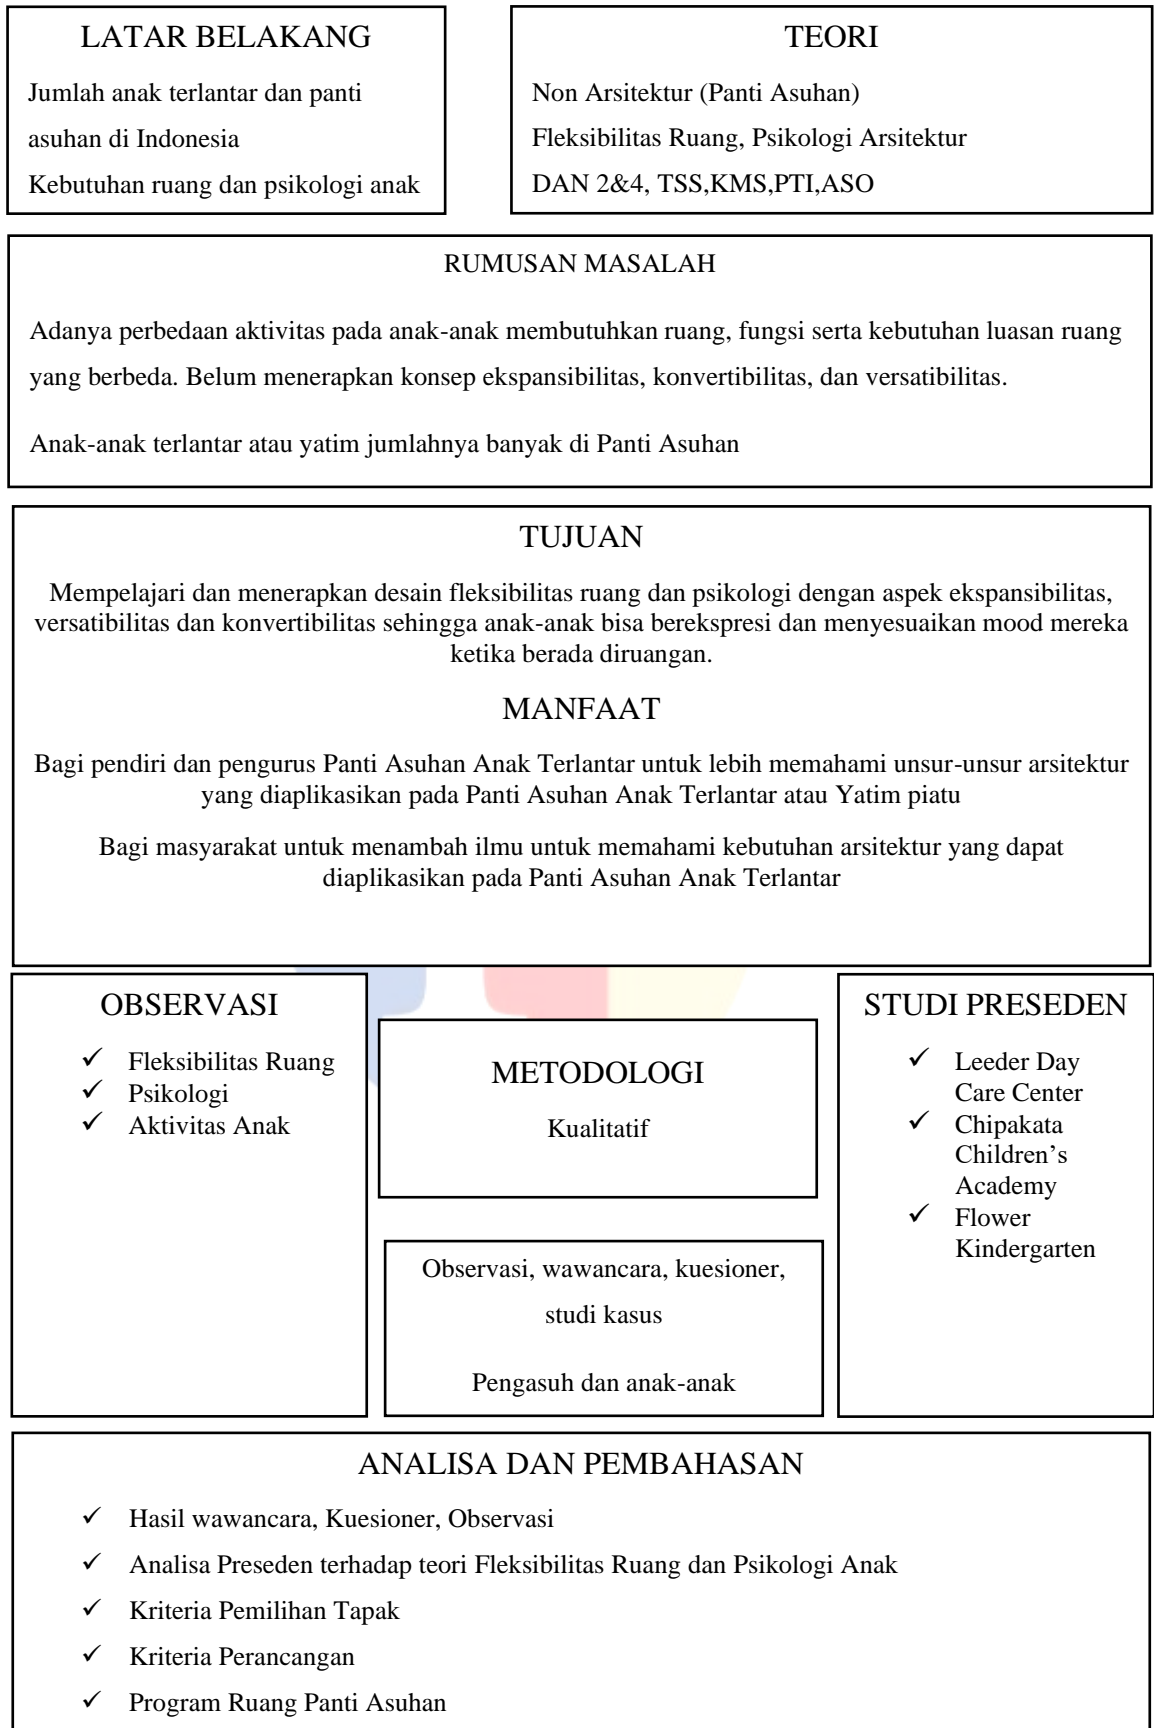 LATAR BELAKANG
Jumlah anak terlantar dan panti
asuhan di Indonesia
Kebutuhan ruang dan psikologi anak
TEORI
Non Arsitektur (Panti Asuhan)
Fleksibilitas Ruang, Psikologi Arsitektur
DAN 2&4, TSS,KMS,PTI,ASO
RUMUSAN MASALAH
Adanya perbedaan aktivitas pada anak-anak membutuhkan ruang, fungsi serta kebutuhan luasan ruang
yang berbeda. Belum menerapkan konsep ekspansibilitas, konvertibilitas, dan versatibilitas.
Anak-anak terlantar atau yatim jumlahnya banyak di Panti Asuhan
TUJUAN
Mempelajari dan menerapkan desain fleksibilitas ruang dan psikologi dengan aspek ekspansibilitas,
versatibilitas dan konvertibilitas sehingga anak-anak bisa berekspresi dan menyesuaikan mood mereka
ketika berada diruangan.
MANFAAT
Bagi pendiri dan pengurus Panti Asuhan Anak Terlantar untuk lebih memahami unsur-unsur arsitektur
yang diaplikasikan pada Panti Asuhan Anak Terlantar atau Yatim piatu
Bagi masyarakat untuk menambah ilmu untuk memahami kebutuhan arsitektur yang dapat
diaplikasikan pada Panti Asuhan Anak Terlantar
OBSERVASI
✓ Fleksibilitas Ruang
✓ Psikologi
✓ Aktivitas Anak
METODOLOGI
Kualitatif
Observasi, wawancara, kuesioner,
studi kasus
Pengasuh dan anak-anak
STUDI PRESEDEN
✓ Leeder Day
Care Center
✓ Chipakata
Children’s
Academy
✓ Flower
Kindergarten
ANALISA DAN PEMBAHASAN
✓ Hasil wawancara, Kuesioner, Observasi
✓ Analisa Preseden terhadap teori Fleksibilitas Ruang dan Psikologi Anak
✓ Kriteria Pemilihan Tapak
✓ Kriteria Perancangan
✓ Program Ruang Panti Asuhan